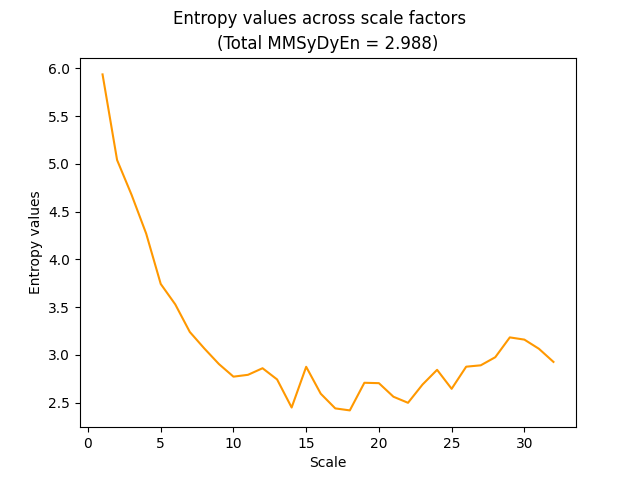 Entropy values across scale factors
(Total MMSyDyEn = 2.988)
6.0
5.5
5.0
4.5
4.0
3.5
3.0
2.5
Entropy values
0 5 10 15 20 25 30
Scale